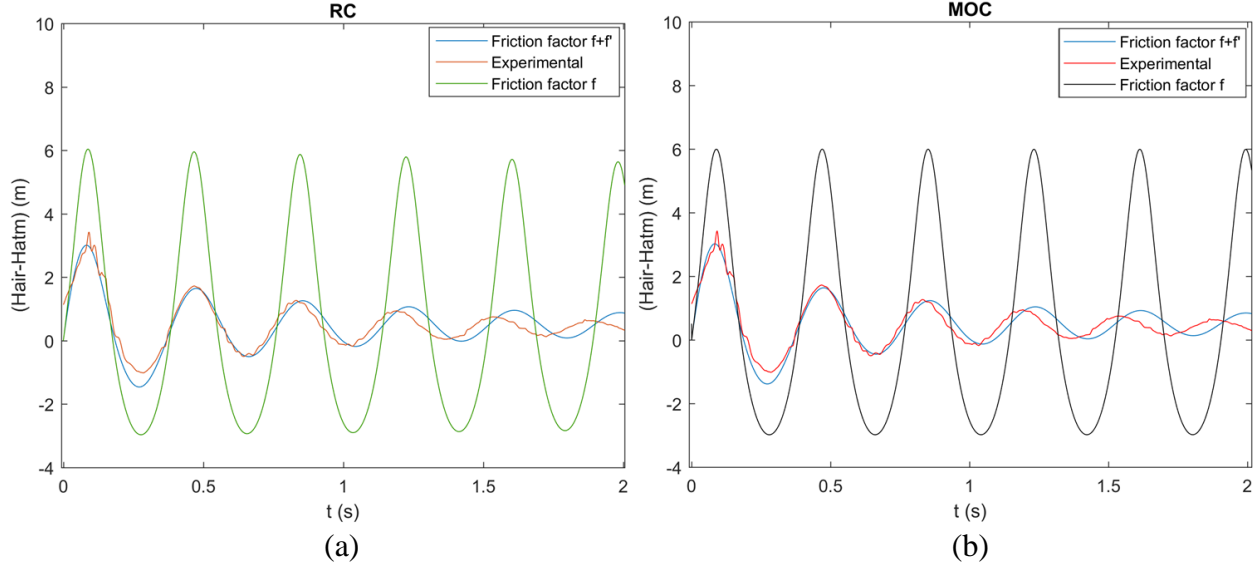 RC
10
8
6
4
2
0
-2
-4
(Hair-Hatm) (m)
Friction factor f+f'
Experimental
Friction factor f
0
0.5
1
1.5
2
t (s)
(a)
MOC
10
8
6
4
2
0
-2
-4
(Hair-Hatm) (m)
Friction factor f+f'
Experimental
Friction factor f
0
0.5
1
1.5
2
t (s)
(b)